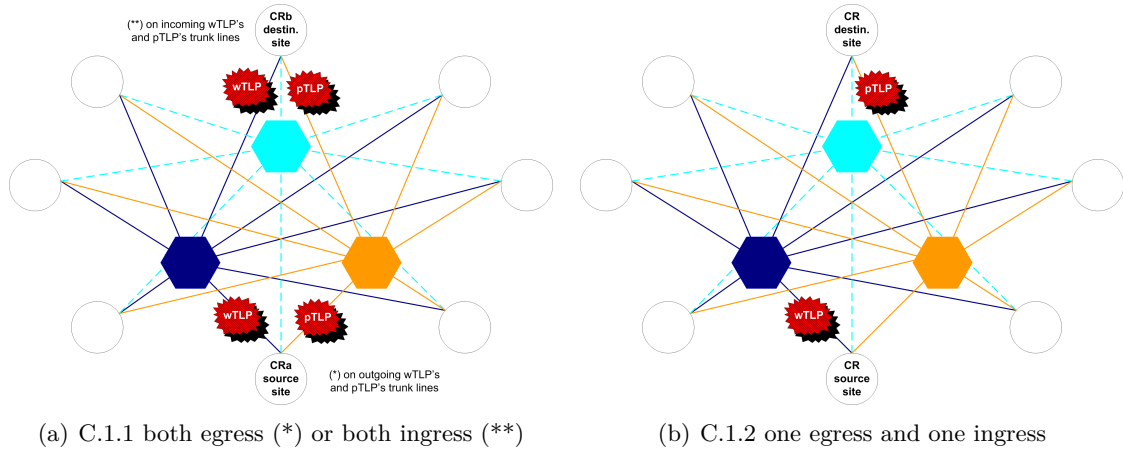 (**) on incoming wTLP's
and pTLP's trunk lines
CRb
destin.
site
wTLP
pTLP
wTLP
pTLP
CRa
source
site
(*) on outgoing wTLP's
and pTLP's trunk lines
(a) C.1.1 both egress (*) or both ingress (**)
CR
destin.
site
pTLP
wTLP
CR
source
site
(b) C.1.2 one egress and one ingress